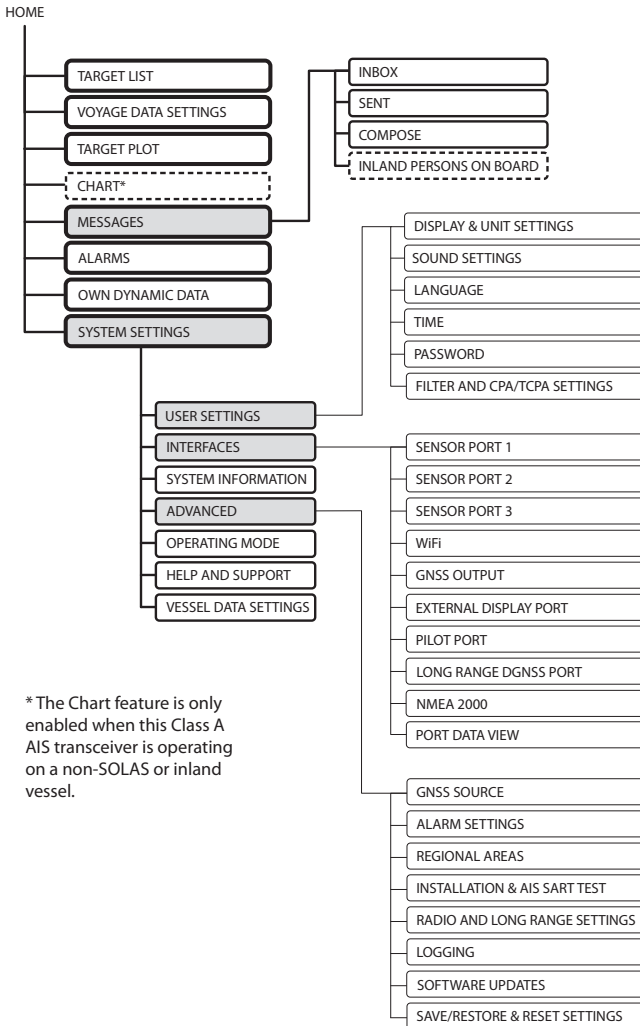 HOME
TARGET LIST
VOYAGE DATA SETTINGS
TARGET PLOT
CHART*
MESSAGES
ALARMS
OWN DYNAMIC DATA
SYSTEM SETTINGS
INBOX
SENT
COMPOSE
INLAND PERSONS ON BOARD
USER SETTINGS
INTERFACES
SYSTEM INFORMATION
ADVANCED
OPERATING MODE
HELP AND SUPPORT
VESSEL DATA SETTINGS
DISPLAY & UNIT SETTINGS
SOUND SETTINGS
LANGUAGE
TIME
PASSWORD
FILTER AND CPA/TCPA SETTINGS
SENSOR PORT 1
SENSOR PORT 2
SENSOR PORT 3
WiFi
GNSS OUTPUT
EXTERNAL DISPLAY PORT
PILOT PORT
LONG RANGE DGNSS PORT
NMEA 2000
PORT DATA VIEW
GNSS SOURCE
ALARM SETTINGS
REGIONAL AREAS
INSTALLATION & AIS SART TEST
RADIO AND LONG RANGE SETTINGS
LOGGING
SOFTWARE UPDATES
SAVE/RESTORE & RESET SETTINGS
* The Chart feature is only
enabled when this Class A
AIS transceiver is operating
on a non-SOLAS or inland
vessel.